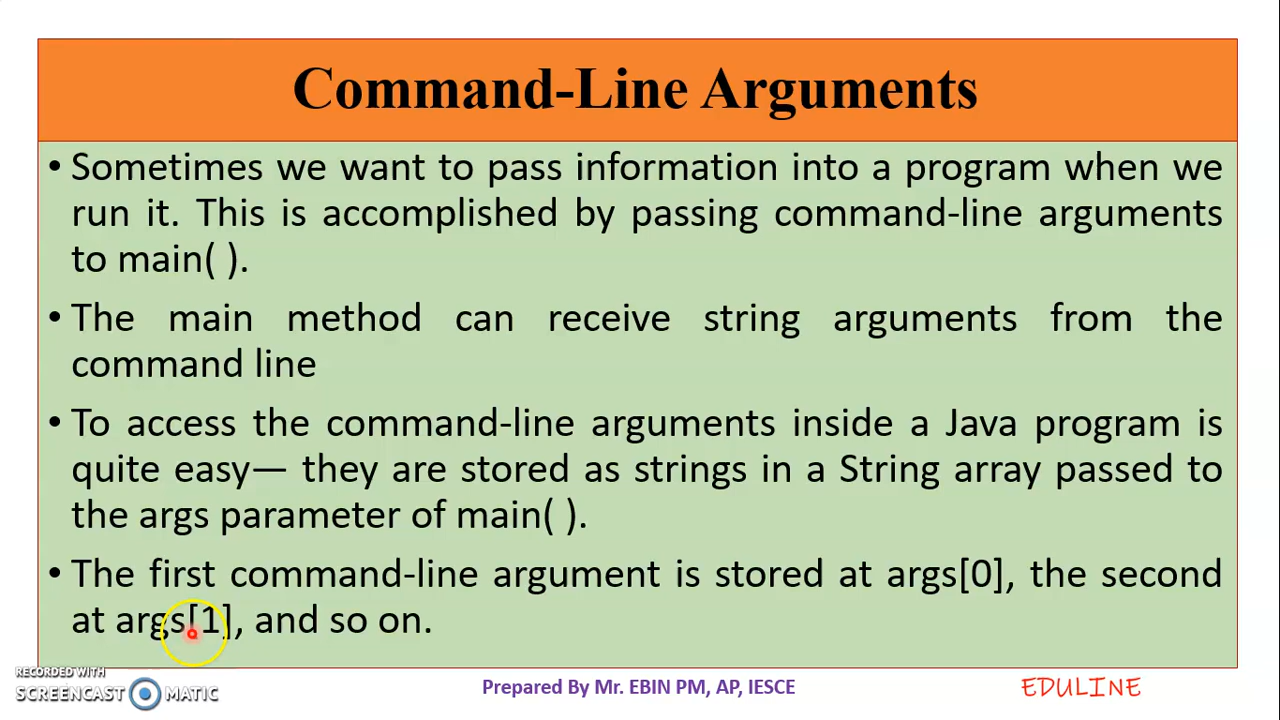 Command-Line Arguments
• Sometimes we want to pass information into a program when we
run it. This is accomplished by passing command-line arguments
to main( ).
• The main method can receive string arguments from the
command line
• To access the command-line arguments inside a Java program is
quite easy— they are stored as strings in a String array passed to
the args parameter of main( ).
• The first command-line argument is stored at args[0], the second
at args[1], and so on.
RECORDED WITH
SCREENCAST MATIC
Prepared By Mr. EBIN PM, AP, IESCE
EDULINE